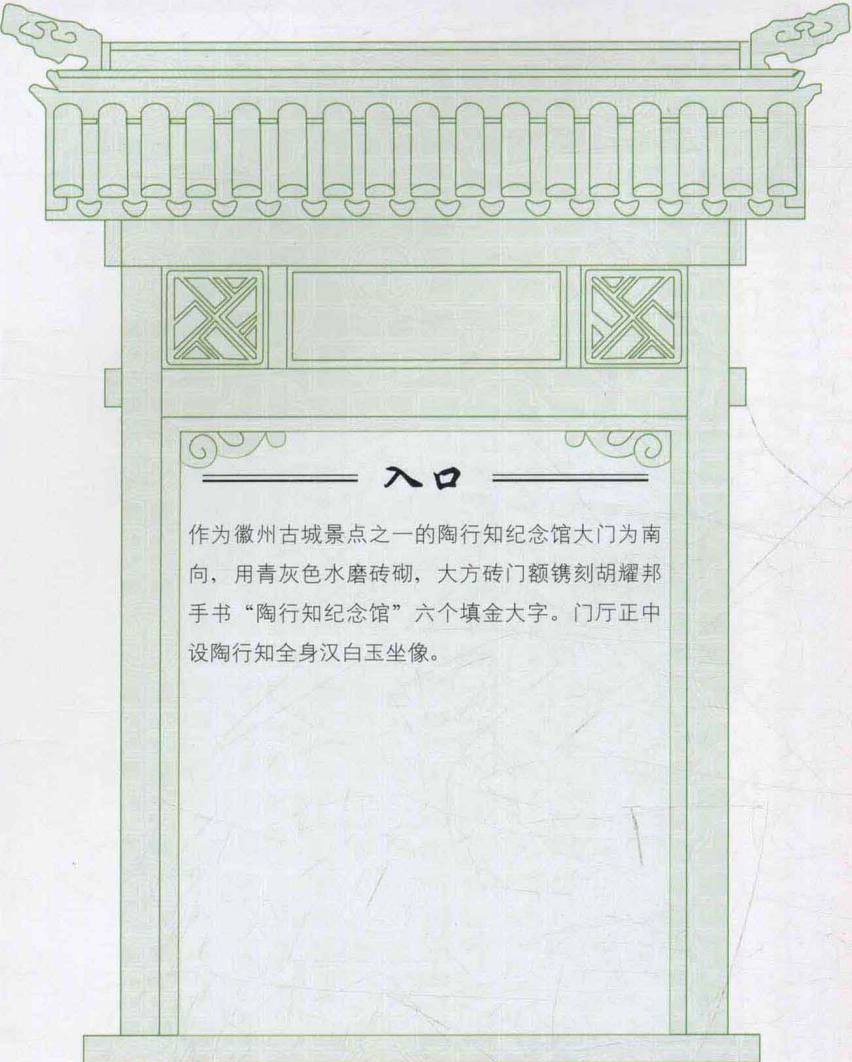 入口
作为徽州古城景点之一的陶行知纪念馆大门为南
向，用青灰色水磨砖砌，大方砖门额镌刻胡耀邦
手书“陶行知纪念馆”六个填金大字。门厅正中
设陶行知全身汉白玉坐像。